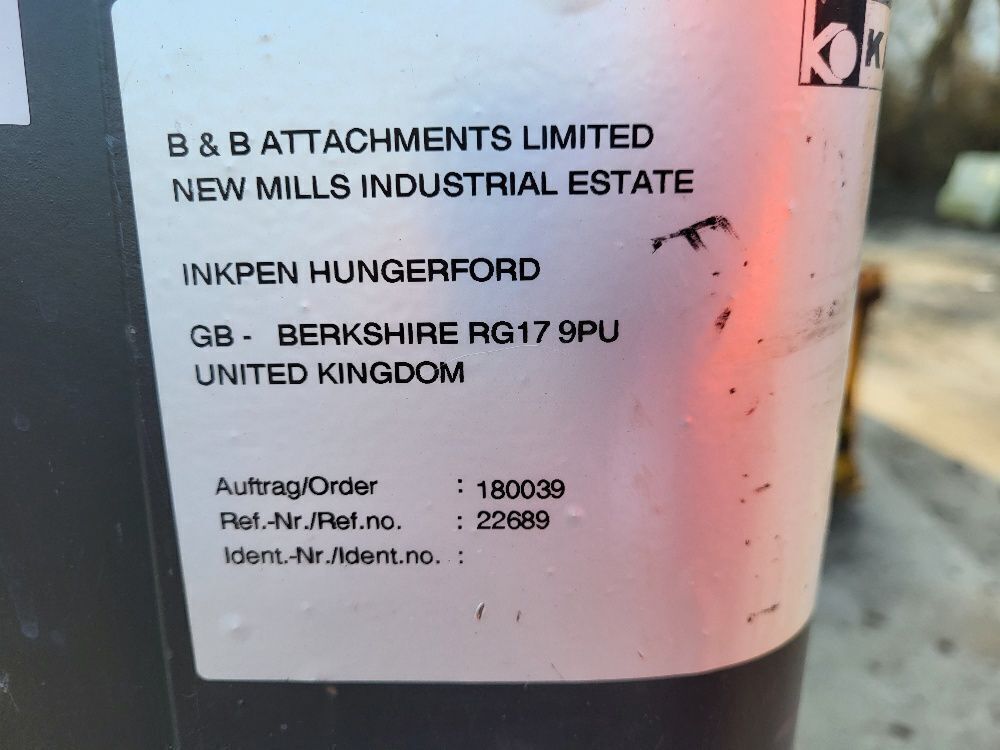 KO
B & B ATTACHMENTS LIMITED
NEW MILLS INDUSTRIAL ESTATE
INKPEN HUNGERFORD
GB - BERKSHIRE RG17 9PU
UNITED KINGDOM
Auftrag/Order : 180039
Ref.-Nr./Ref.no. : 22689
Ident.-Nr./Ident.no. :